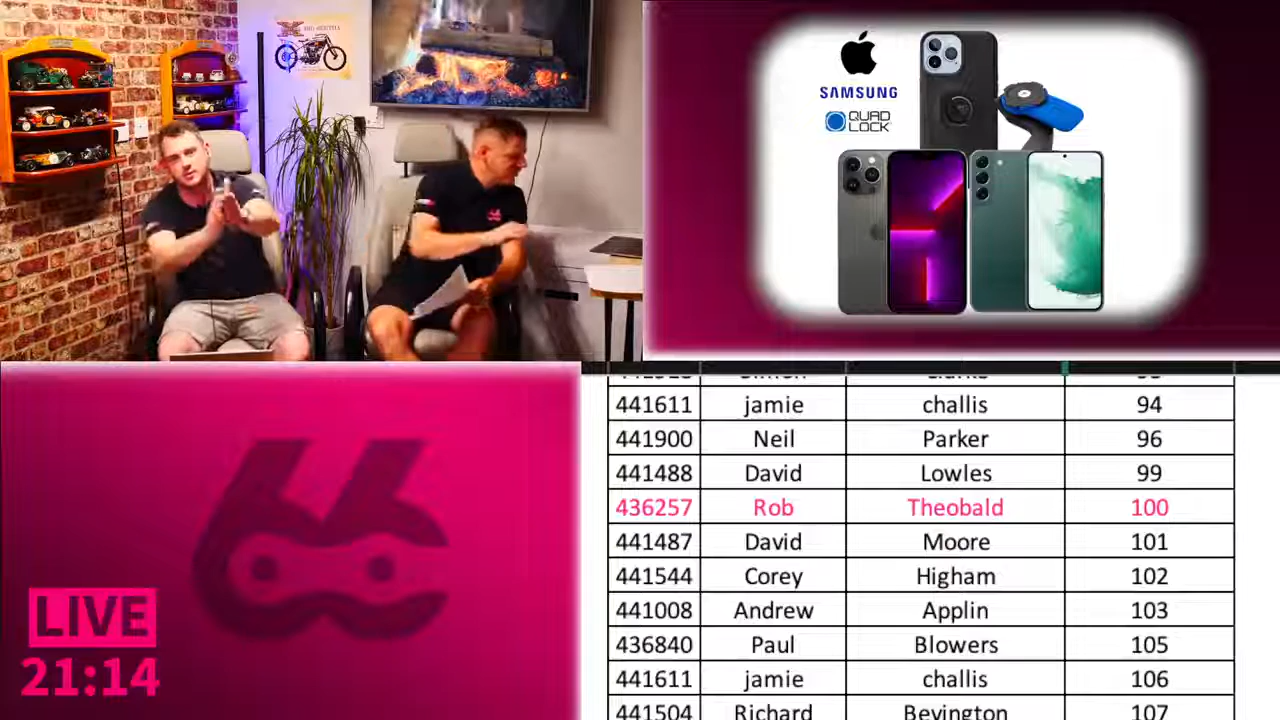 SAMSUNG
QUAD
LOCK
441611 jamie challis 94
441900 Neil Parker 96
441488 David Lowles 99
436257 Rob Theobald 100
441487 David Moore 101
441544 Corey Higham 102
441008 Andrew Applin 103
436840 Paul Blowers 105
441611 jamie challis 106
441504 Richard Bevington 107
LIVE
21:14